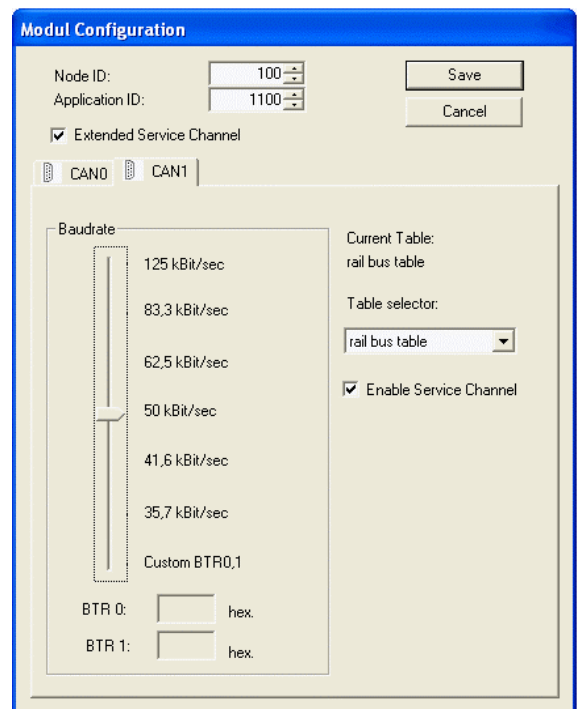 Modul Configuration
Node ID: 100
Application ID: 1100
Save
Cancel
Extended Service Channel
CAN0 CAN1
Baudrate
125 kBit/sec
83,3 kBit/sec
62,5 kBit/sec
50 kBit/sec
41,6 kBit/sec
35,7 kBit/sec
Custom BTR0,1
BTR 0: hex.
BTR 1: hex.
Current Table:
rail bus table
Table selector:
rail bus table
Enable Service Channel